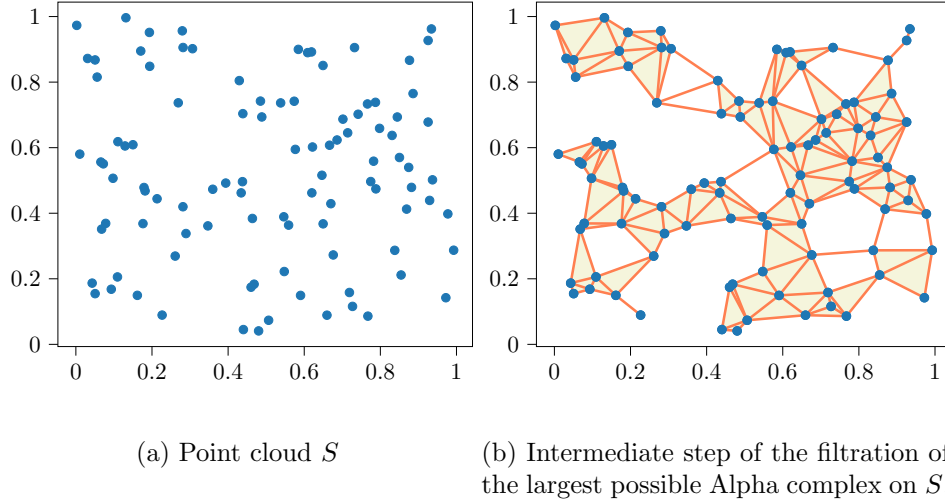 1
0.8
0.6
0.4
0.2
0
0 0.2 0.4 0.6 0.8 1
1
0.8
0.6
0.4
0.2
0
0 0.2 0.4 0.6 0.8 1
(a) Point cloud S
(b) Intermediate step of the filtration of
the largest possible Alpha complex on S